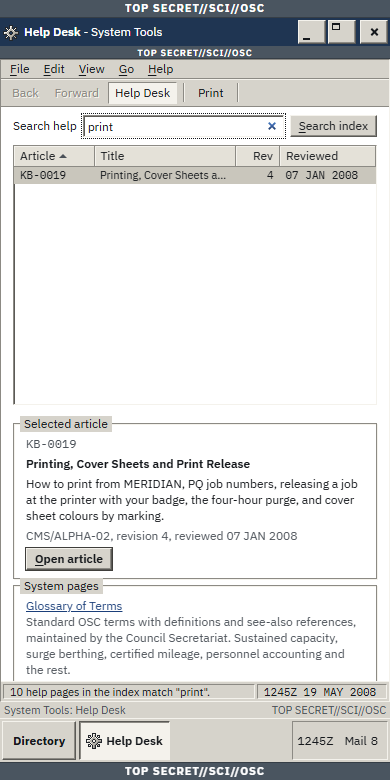 TOP SECRET//SCI//OSC
Help Desk - System Tools
TOP SECRET//SCI//OSC
File Edit View Go Help
Back Forward Help Desk Print
Search help print Search index
Article Title Rev Reviewed
KB-0019 Printing, Cover Sheets a... 4 07 JAN 2008
Selected article
KB-0019
Printing, Cover Sheets and Print Release
How to print from MERIDIAN, PQ job numbers, releasing a job
at the printer with your badge, the four-hour purge, and cover
sheet colours by marking.
CMS/ALPHA-02, revision 4, reviewed 07 JAN 2008
Open article
System pages
Glossary of Terms
Standard OSC terms with definitions and see-also references,
maintained by the Council Secretariat. Sustained capacity,
surge berthing, certified mileage, personnel accounting and
the rest.
10 help pages in the index match "print". 1245Z 19 MAY 2008
System Tools: Help Desk TOP SECRET//SCI//OSC
Directory Help Desk 1245Z Mail 8
TOP SECRET//SCI//OSC